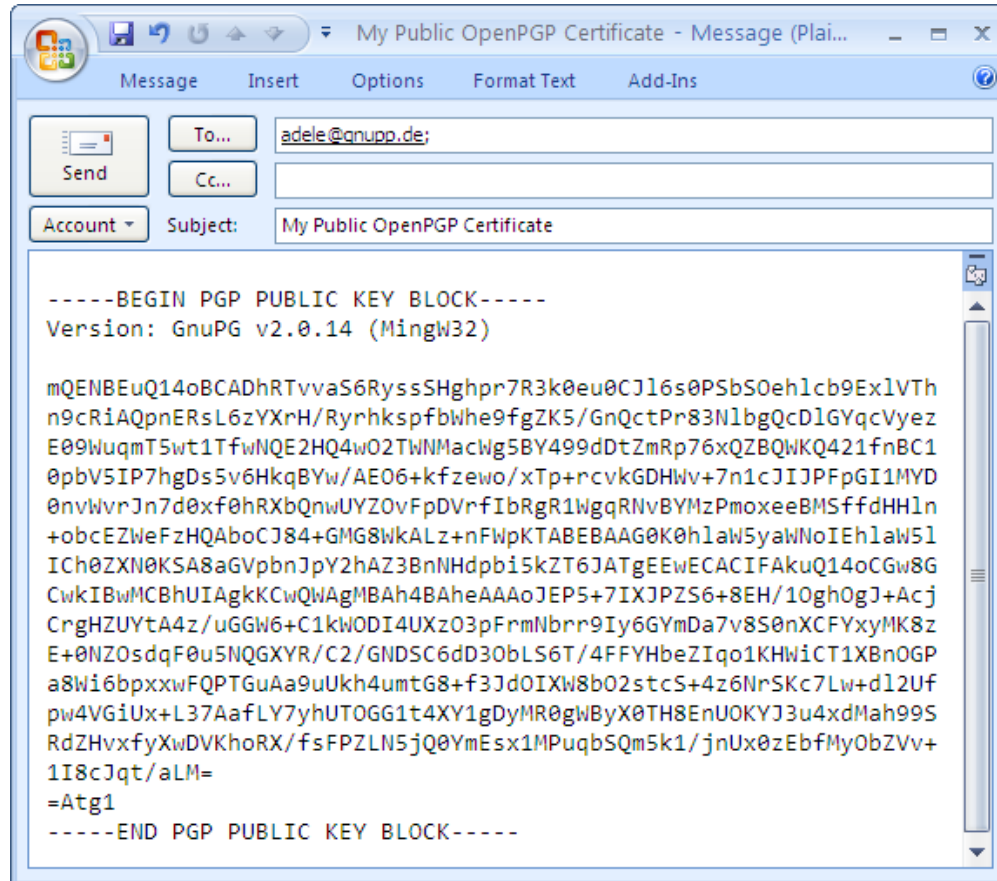 My Public OpenPGP Certificate - Message (Plai...
Message Insert Options Format Text Add-Ins
To... adele@gnupp.de;
Send
Cc...
Account Subject: My Public OpenPGP Certificate
-----BEGIN PGP PUBLIC KEY BLOCK-----
Version: GnuPG v2.0.14 (MingW32)
mQENBEuQ14oBCADhRTvvaS6RyssSHghpr7R3k0eu0CJl6s0PSbSOehlcb9ExlVTh
n9cRiAQpnERsL6zYXrH/RyrhkspfbWhe9fgZK5/GnQctPr83NlbgQcDlGYqcVyez
E09WuqmT5wt1TfwNQE2HQ4wO2TWNMacWg5BY499dDtZmRp76xQZBQWKQ421fnBC1
0pbV5IP7hgDs5v6HkqBYw/AEO6+kfzewo/xTp+rcvkGDHWv+7n1cJIJPFpGI1MYD
0nvWvrJn7d0xf0hRXbQnwUYZOvFpDVrfIbRgR1WgqRNvBYMzPmoxeeBMSffdHHln
+obcEZWeFzHQAboCJ84+GMG8WkALz+nFWpKTABEBAAG0K0hlaW5yaWNoIEhlaW5l
ICh0ZXN0KSA8aGVpbnJpY2hAZ3BnNHdpbi5kZT6JATgEEwECACIFAkuQ14oCGw8G
CwkIBwMCBhUIAgkKCwQWAgMBAh4BAheAAAoJEP5+7IXJPZS6+8EH/1OghOgJ+Acj
CrgHZUYtA4z/uGGW6+C1kWODI4UXzO3pFrmNbrr9Iy6GYmDa7v8S0nXCFYxyMK8z
E+0NZOsdqF0u5NQGXYR/C2/GNDSC6dD3ObLS6T/4FFYHbeZIqo1KHWiCT1XBnOGP
a8Wi6bpxxwFQPTGuAa9uUkh4umtG8+f3JdOIXW8bO2stcS+4z6NrSKc7Lw+dl2Uf
pw4VGiUx+L37AafLY7yhUTOGG1t4XY1gDyMR0gWByX0TH8EnUOKYJ3u4xdMah99S
RdZHvxfyXwDVKhoRX/fsFPZLN5jQ0YmEsx1MPuqbSQm5k1/jnUx0zEbfMyObZVv+
1I8cJqt/aLM=
=Atg1
-----END PGP PUBLIC KEY BLOCK-----